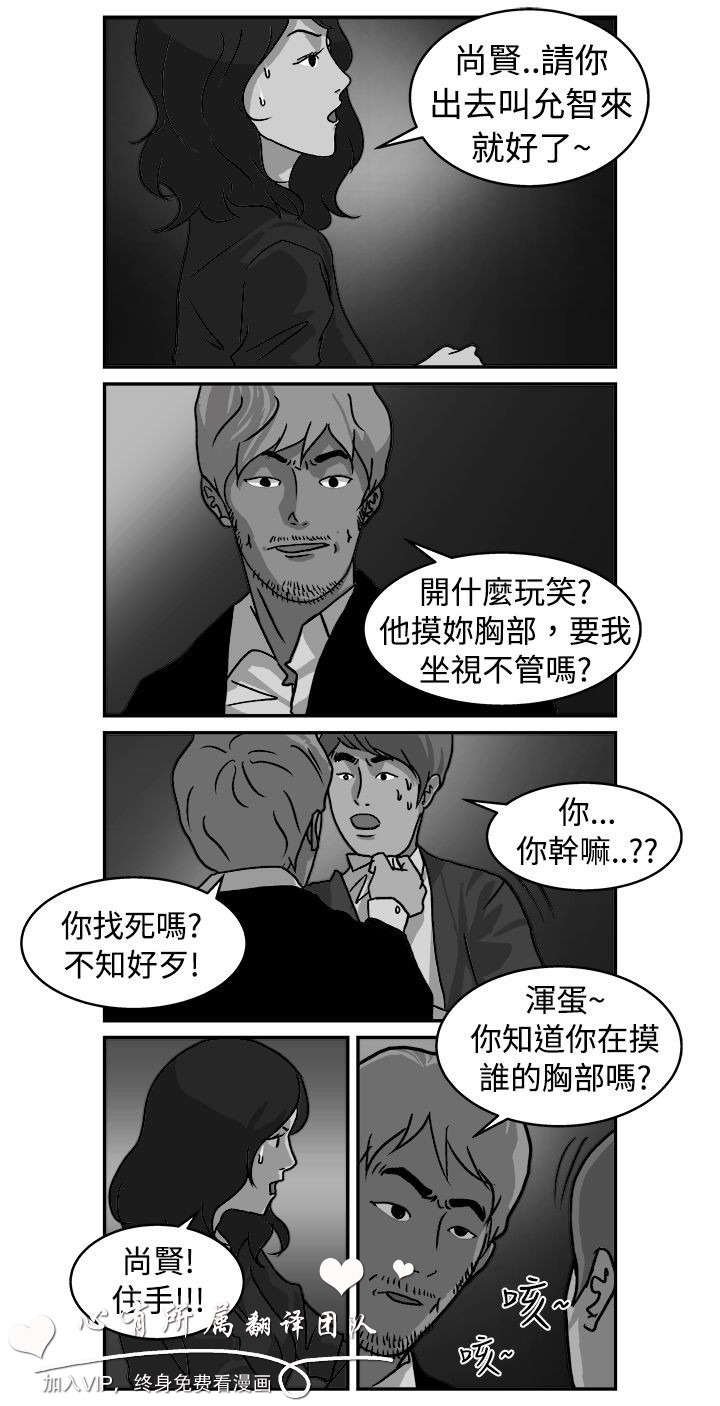 尚賢..請你
出去叫允智來
就好了~
開什麼玩笑?
他摸妳胸部，要我
坐視不管嗎?
你...
你幹嘛..??
你找死嗎?
不知好歹!
渾蛋~
你知道你在摸
誰的胸部嗎?
尚賢!
住手!!!
咳~
咳~
心有所属翻译团队
加入VIP，终身免费看漫画